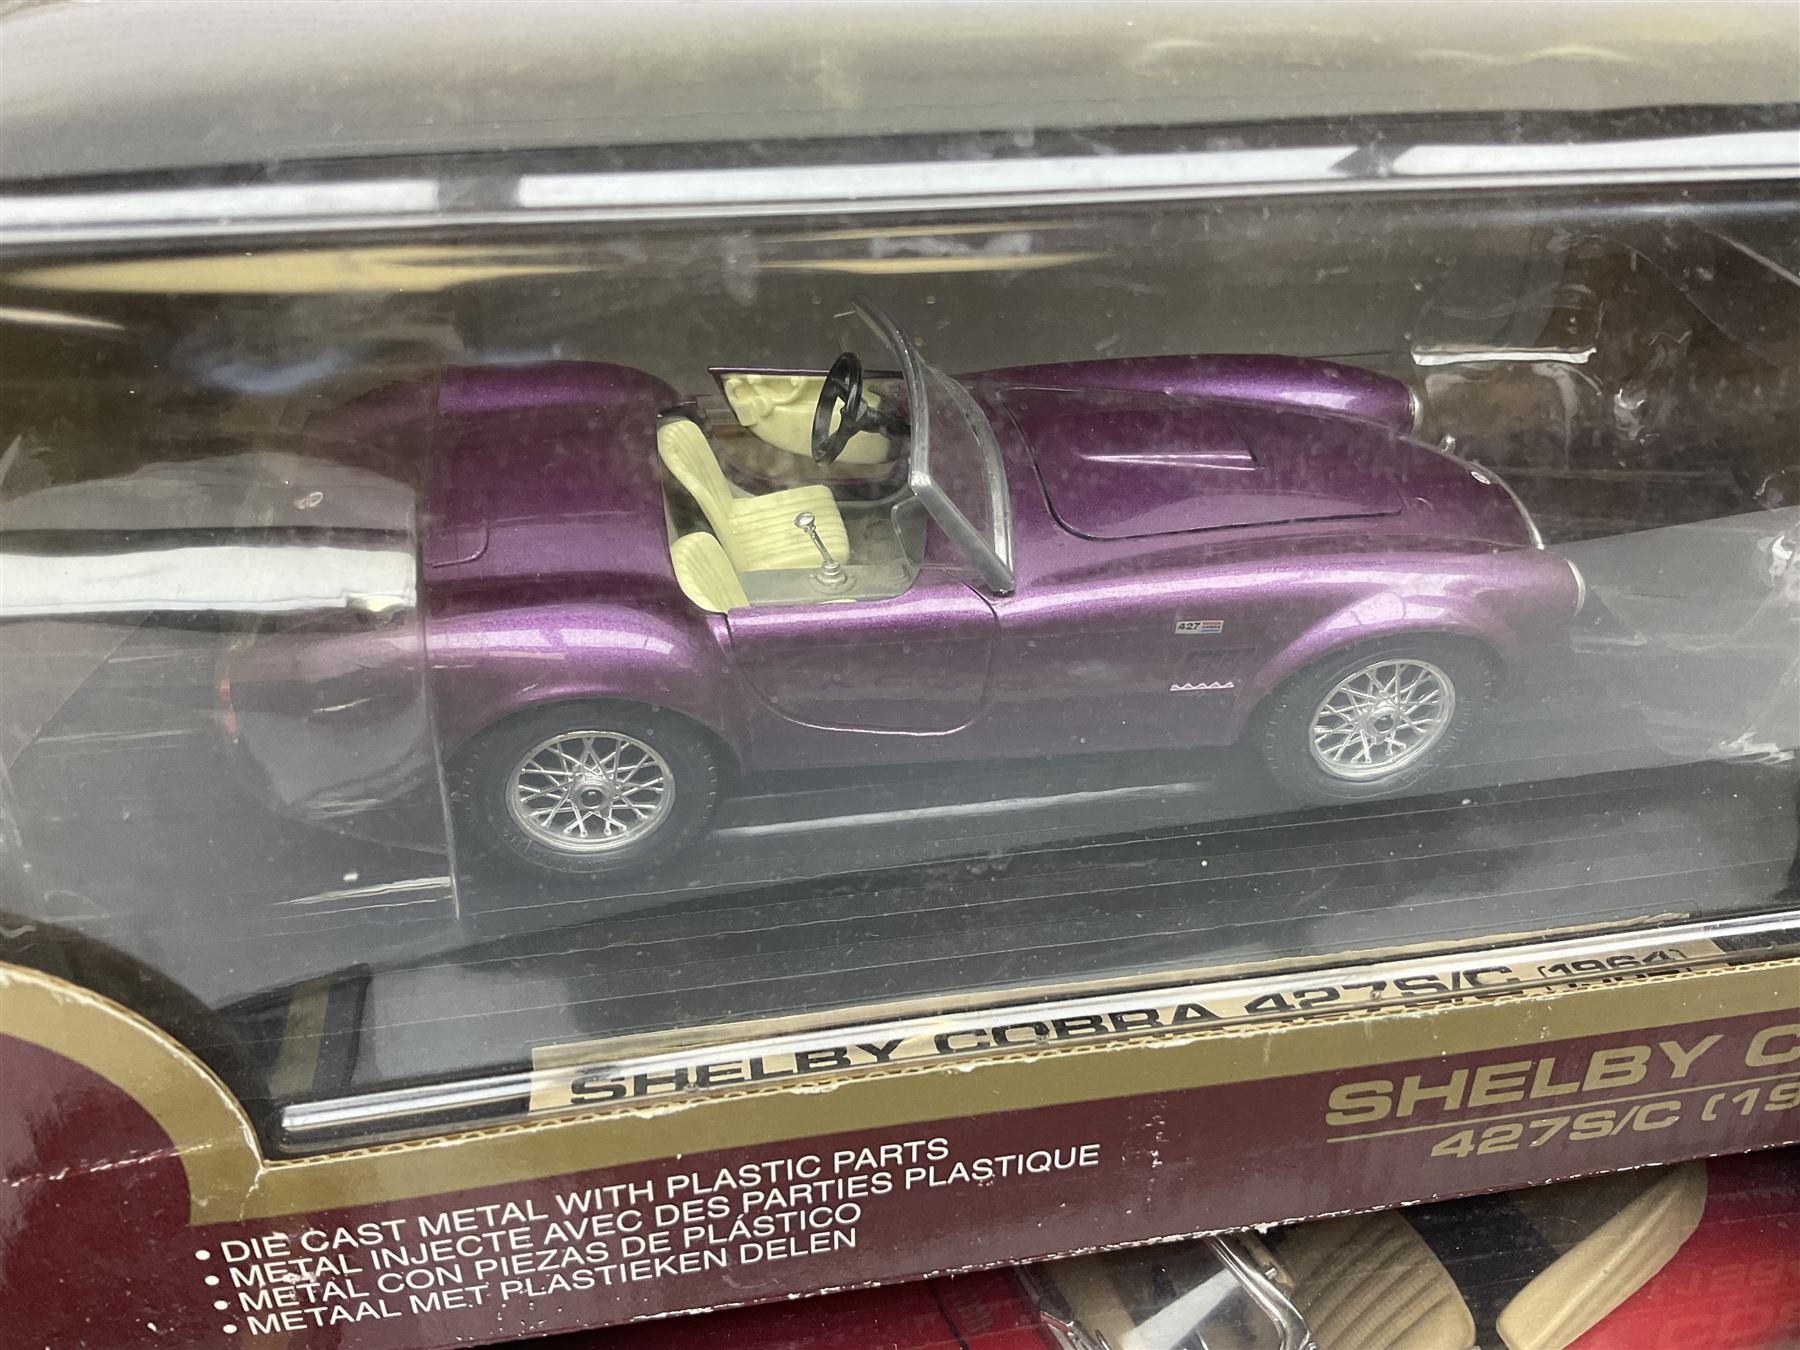 427 COBRA
SHELBY COBRA 427S/C (1964)
SHELBY
427S/C (19
• DIE CAST METAL WITH PLASTIC PARTS
• METAL INJECTE AVEC DES PARTIES PLASTIQUE
• METAL CON PIEZAS DE PLÁSTICO
• METAAL MET PLASTIEKEN DELEN